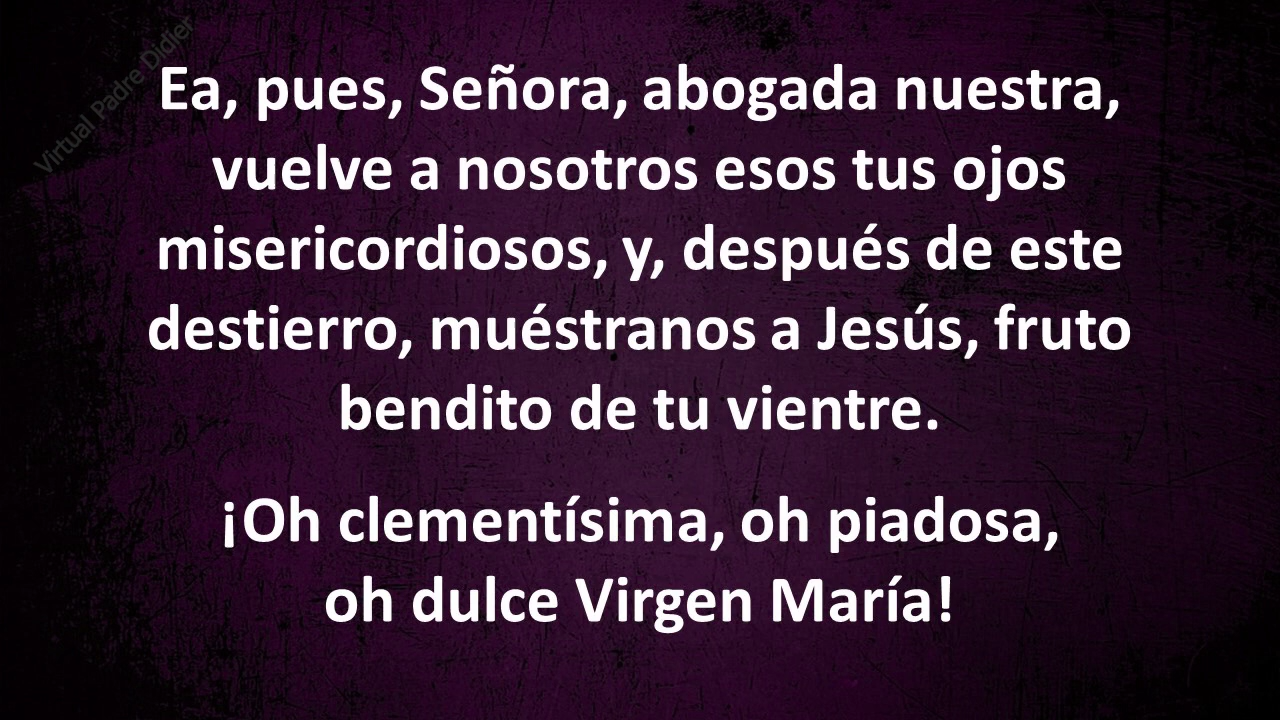 Virtual Padre Didier
Ea, pues, Señora, abogada nuestra,
vuelve a nosotros esos tus ojos
misericordiosos, y, después de este
destierro, muéstranos a Jesús, fruto
bendito de tu vientre.
¡Oh clementísima, oh piadosa,
oh dulce Virgen María!